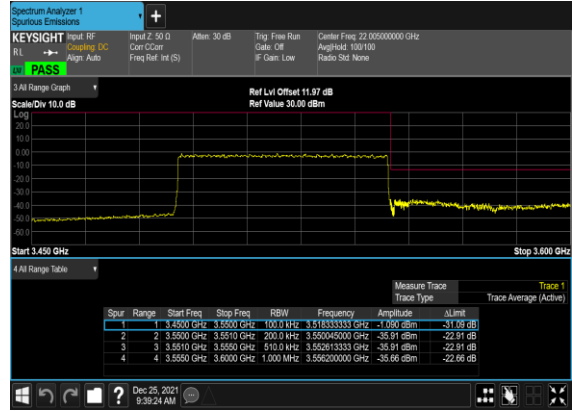 Spectrum Analyzer 1
Spurious Emissions
+
KEYSIGHT Input: RF Input Z: 50 Ω Atten: 30 dB Trig: Free Run Center Freq: 22.005000000 GHz
RL Coupling: DC Corr CCorr Gate: Off Avg|Hold: 100/100
Align: Auto Freq Ref: Int (S) IF Gain: Low Radio Std: None
PASS
3 All Range Graph
Ref Lvl Offset 11.97 dB
Scale/Div 10.0 dB Ref Value 30.00 dBm
Log
20.0
10.0
0.00
-10.0
-20.0
-30.0
-40.0
-50.0
-60.0
Start 3.450 GHz Stop 3.600 GHz
4 All Range Table
Measure Trace Trace 1
Trace Type Trace Average (Active)
Spur Range Start Freq Stop Freq RBW Frequency Amplitude ΔLimit
1 1 3.4500 GHz 3.5500 GHz 100.0 kHz 3.518333333 GHz -1.090 dBm -31.09 dB
2 2 3.5500 GHz 3.5510 GHz 200.0 kHz 3.550045000 GHz -35.91 dBm -22.91 dB
3 3 3.5510 GHz 3.5550 GHz 510.0 kHz 3.552613333 GHz -35.91 dBm -22.91 dB
4 4 3.5550 GHz 3.6000 GHz 1.000 MHz 3.556200000 GHz -35.66 dBm -22.66 dB
? Dec 25, 2021
9:39:24 AM